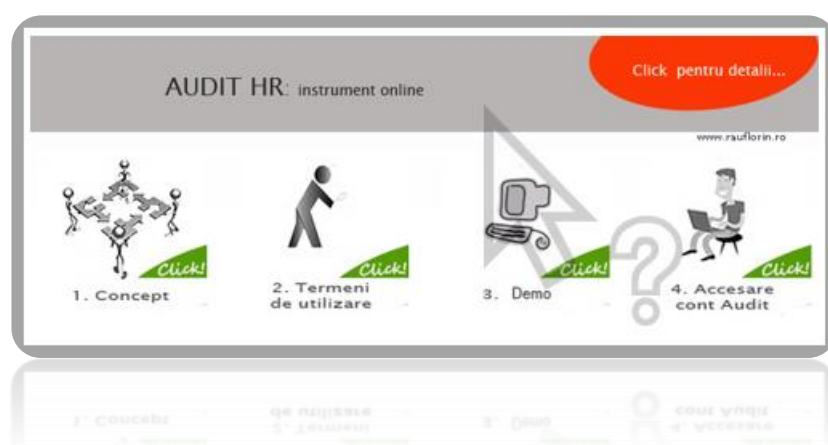 AUDIT HR: instrument online
Click pentru detalii...
www.rauflorin.ro
Click!
Click!
Click!
Click!
1. Concept
2. Termeni
de utilizare
3. Demo
4. Accesare
cont Audit
?